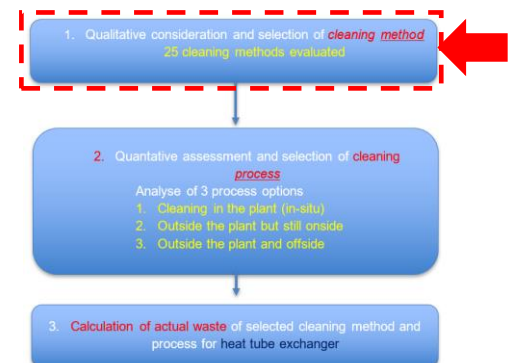 1. Qualitative consideration and selection of cleaning method
25 cleaning methods evaluated
2. Quantative assessment and selection of cleaning
process
Analyse of 3 process options
1. Cleaning in the plant (in-situ)
2. Outside the plant but still onside
3. Outside the plant and offside
3. Calculation of actual waste of selected cleaning method and
process for heat tube exchanger